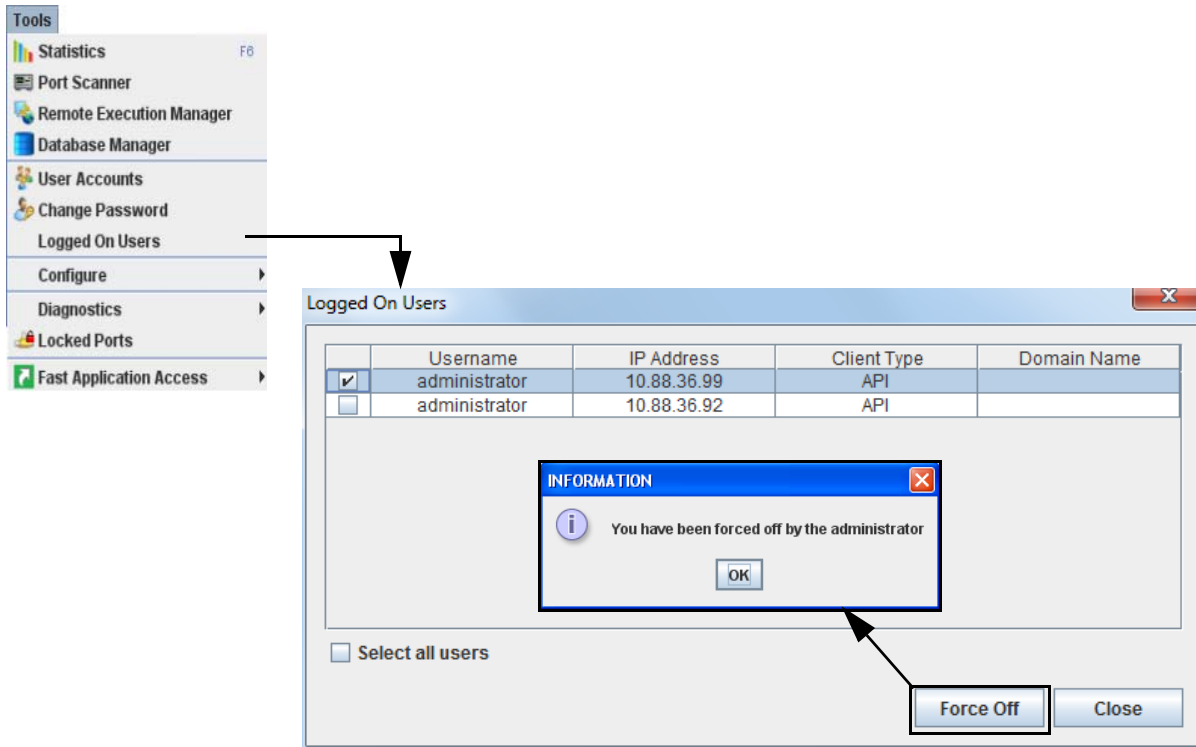 Tools
Statistics F6
Port Scanner
Remote Execution Manager
Database Manager
User Accounts
Change Password
Logged On Users
Configure
Diagnostics
Locked Ports
Fast Application Access
Logged On Users
Username IP Address Client Type Domain Name
administrator 10.88.36.99 API
administrator 10.88.36.92 API
INFORMATION
You have been forced off by the administrator
OK
Select all users
Force Off Close